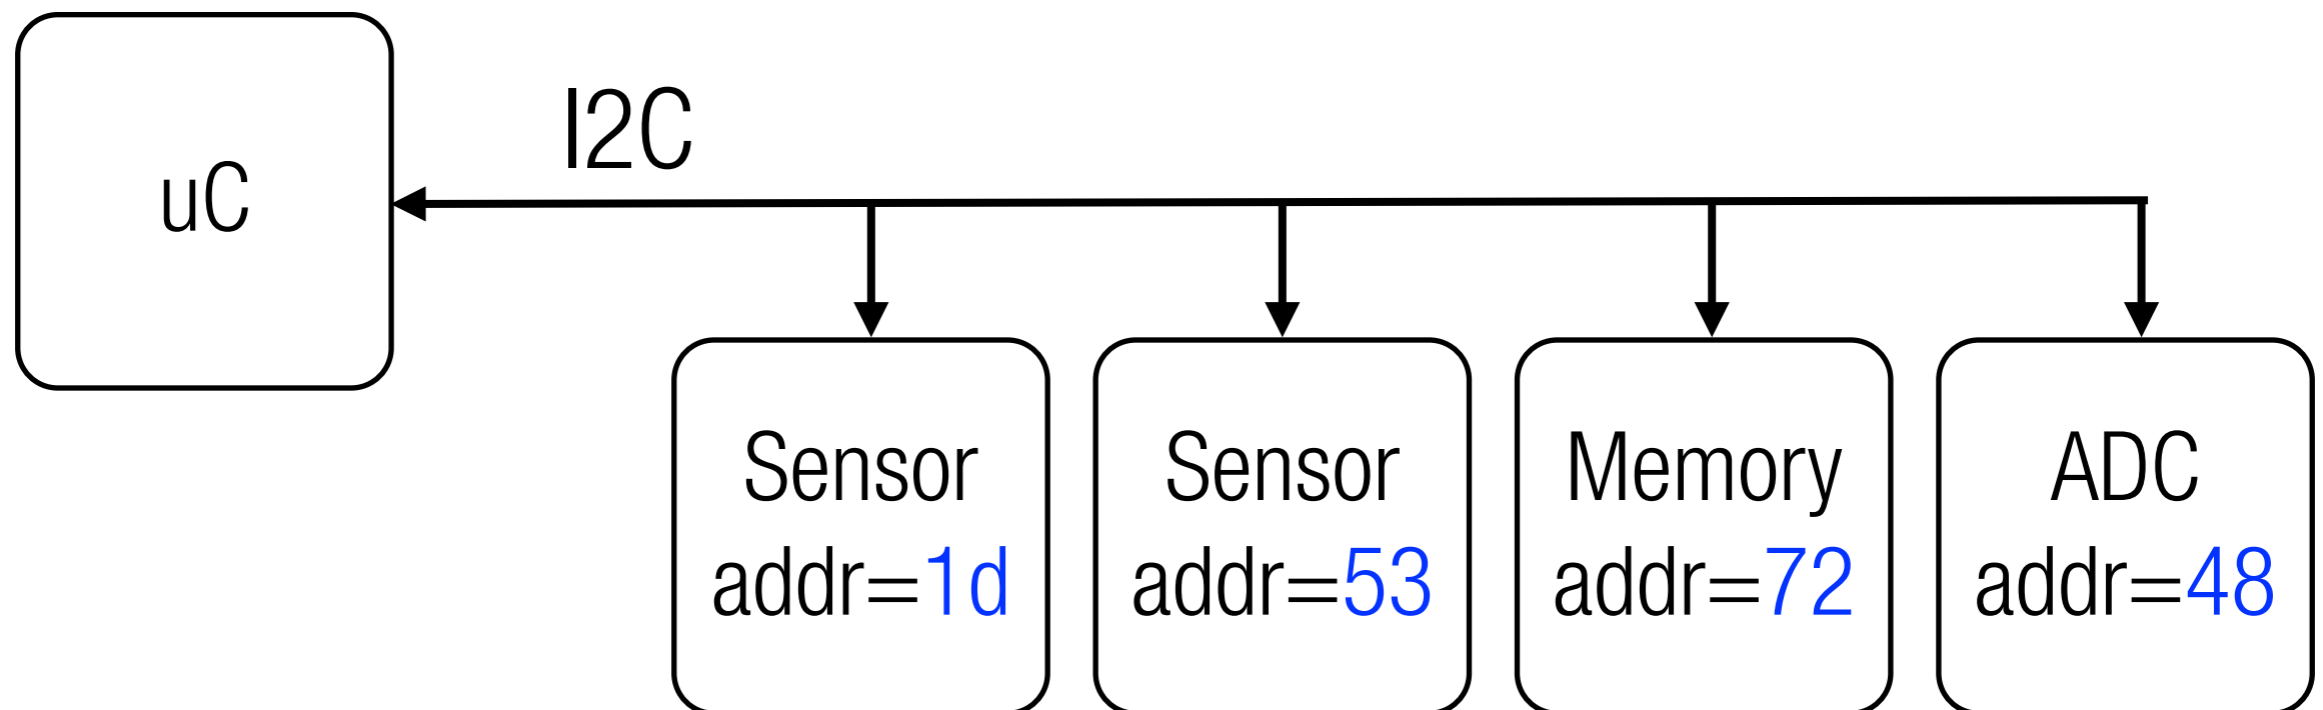 uC
I2C
Sensor
addr=1d
Sensor
addr=53
Memory
addr=72
ADC
addr=48